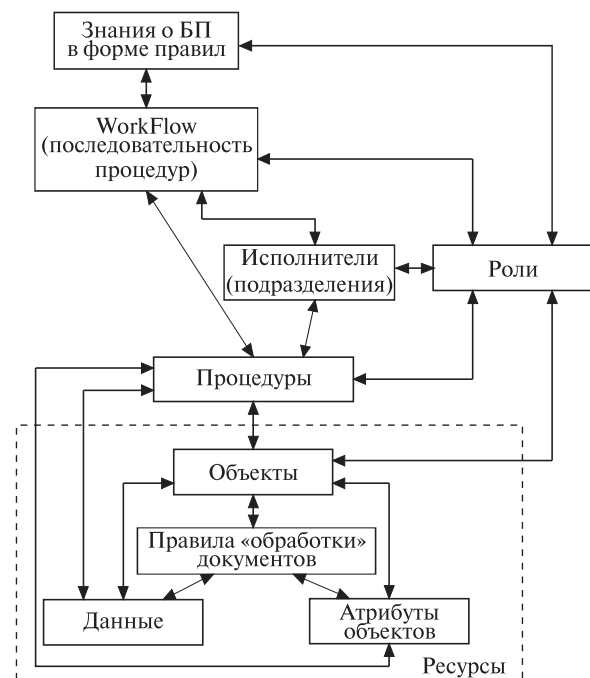 Знания о БП
в форме правил
WorkFlow
(последовательность
процедур)
Исполнители
(подразделения)
Роли
Процедуры
Объекты
Правила «обработки»
документов
Данные
Атрибуты
объектов
Ресурсы